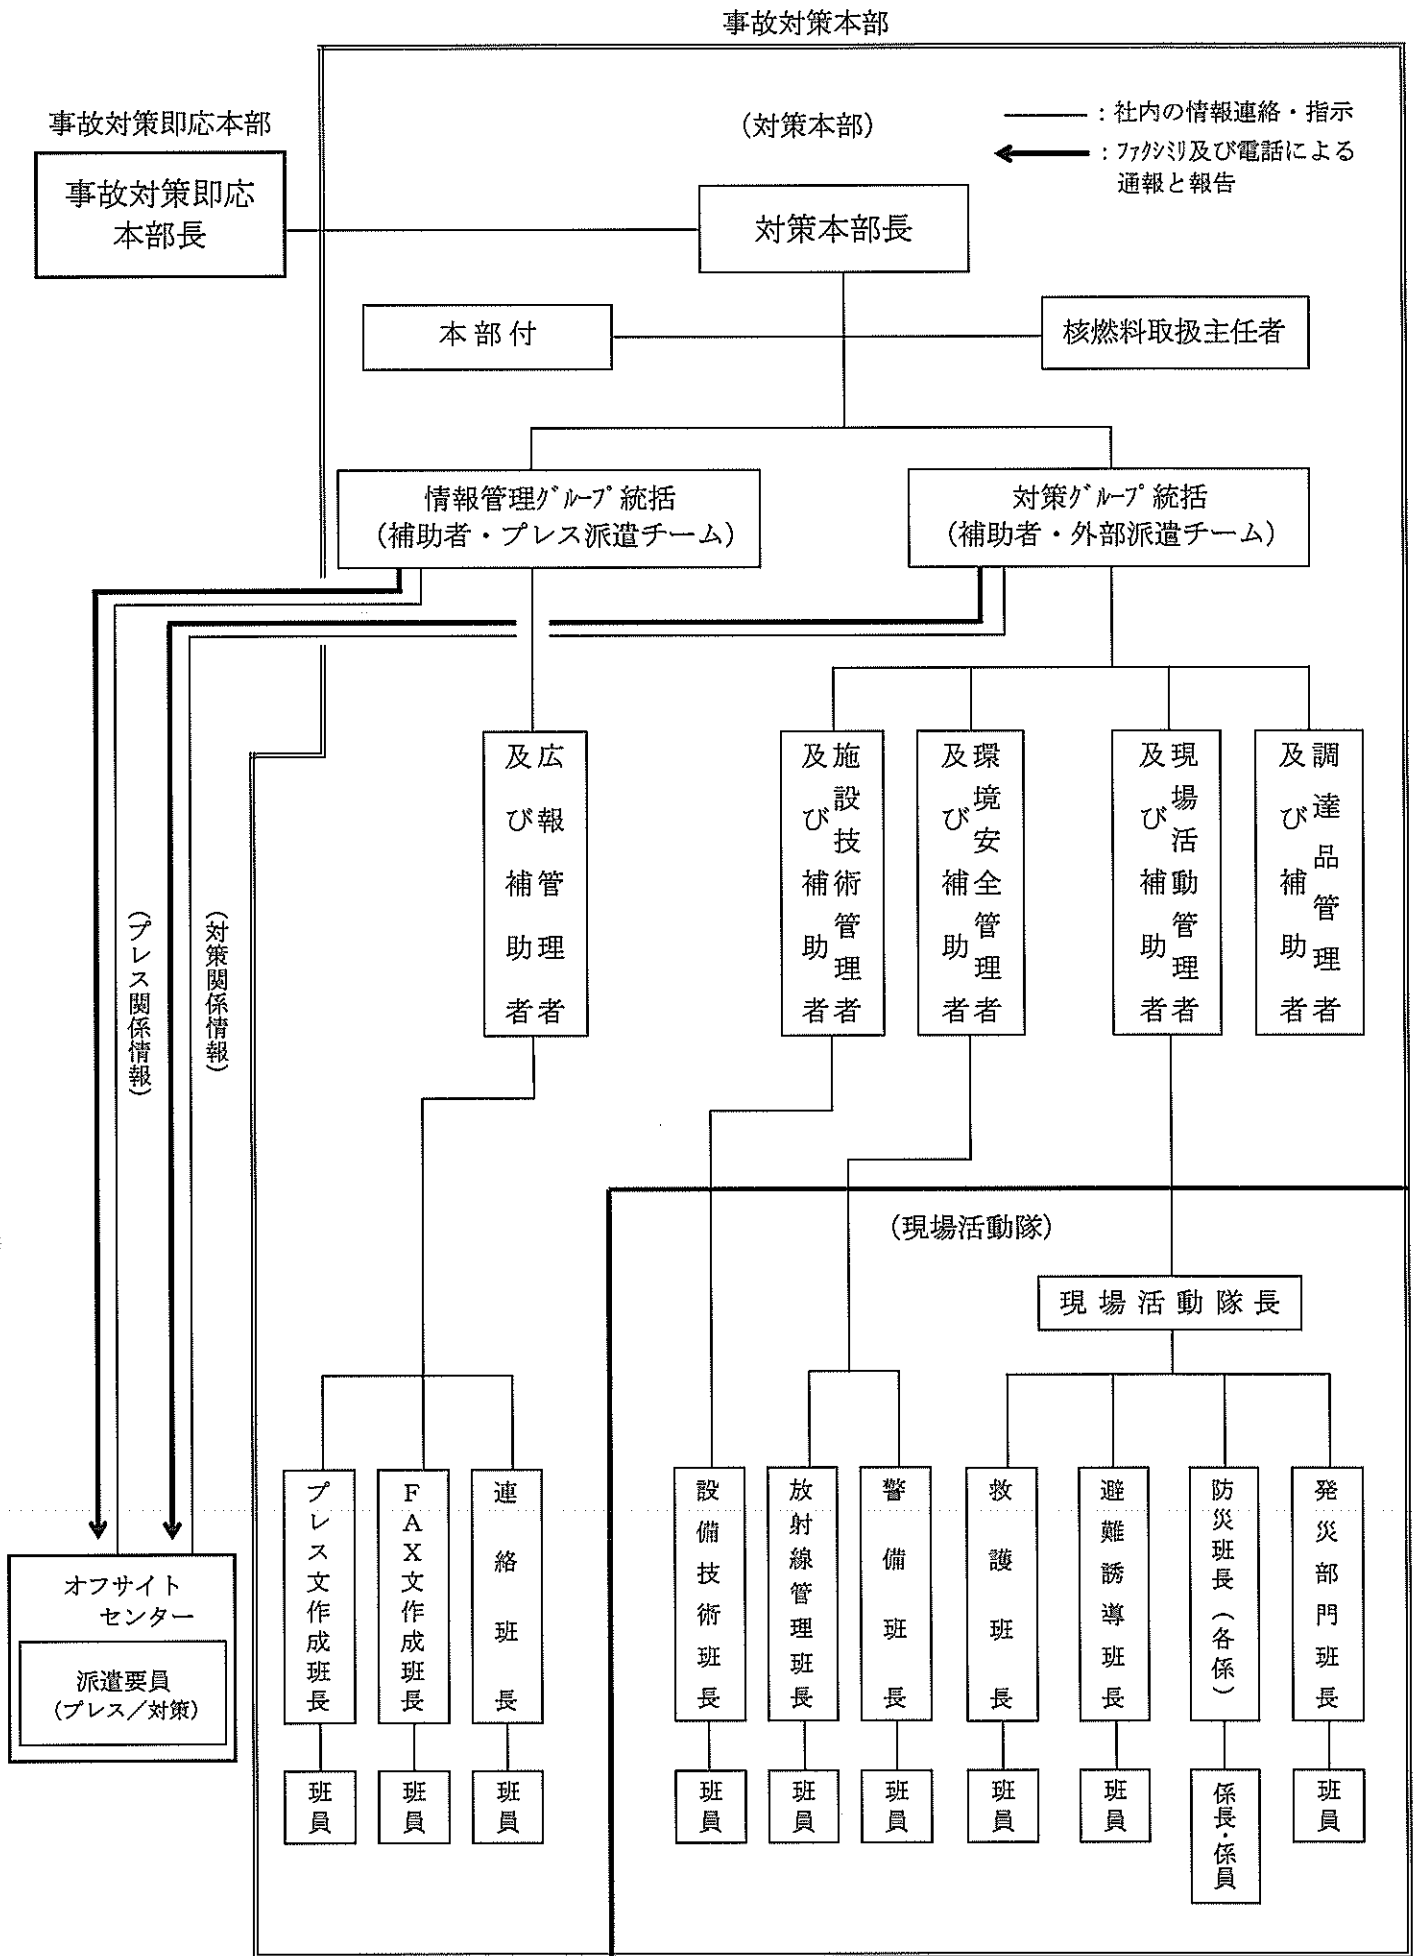 事故対策本部
事故対策即応本部
事故対策即応
本部長
(対策本部)
―― : 社内の情報連絡・指示
← : ﾌｧｸｼﾐﾘ及び電話による
通報と報告
対策本部長
本部付
核燃料取扱主任者
情報管理ｸﾞﾙｰﾌﾟ統括
(補助者・プレス派遣チーム)
対策ｸﾞﾙｰﾌﾟ統括
(補助者・外部派遣チーム)
広報管理者
及び補助者
施設技術管理者
及び補助者
環境安全管理者
及び補助者
現場活動管理者
及び補助者
調達品管理者
及び補助者
(プレス関係情報)
(対策関係情報)
(現場活動隊)
現場活動隊長
プレス文作成班長
FAX文作成班長
連絡班長
設備技術班長
放射線管理班長
警備班長
救護班長
避難誘導班長
防災班長(各係)
発災部門班長
オフサイト
センター
派遣要員
(プレス／対策)
班員
班員
班員
班員
班員
班員
班員
班員
係長・係員
班員